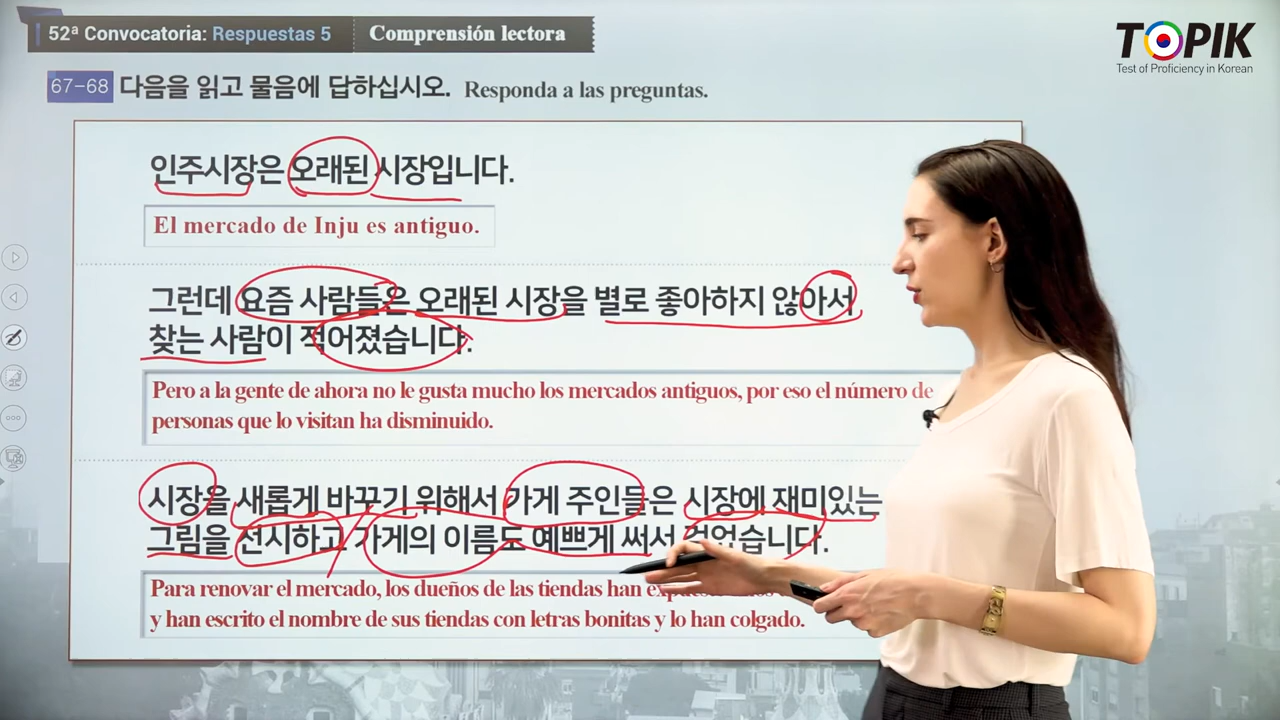 52ª Convocatoria: Respuestas 5 Comprensión lectora
TOPIK
Test of Proficiency in Korean
67-68 다음을 읽고 물음에 답하십시오. Responda a las preguntas.
인주시장은 오래된 시장입니다.
El mercado de Inju es antiguo.
그런데 요즘 사람들은 오래된 시장을 별로 좋아하지 않아서
찾는 사람이 적어졌습니다.
Pero a la gente de ahora no le gusta mucho los mercados antiguos, por eso el número de
personas que lo visitan ha disminuido.
시장을 새롭게 바꾸기 위해서 가게 주인들은 시장에 재미있는
그림을 전시하고 가게의 이름도 예쁘게 써서 걸었습니다.
Para renovar el mercado, los dueños de las tiendas han
y han escrito el nombre de sus tiendas con letras bonitas y lo han colgado.